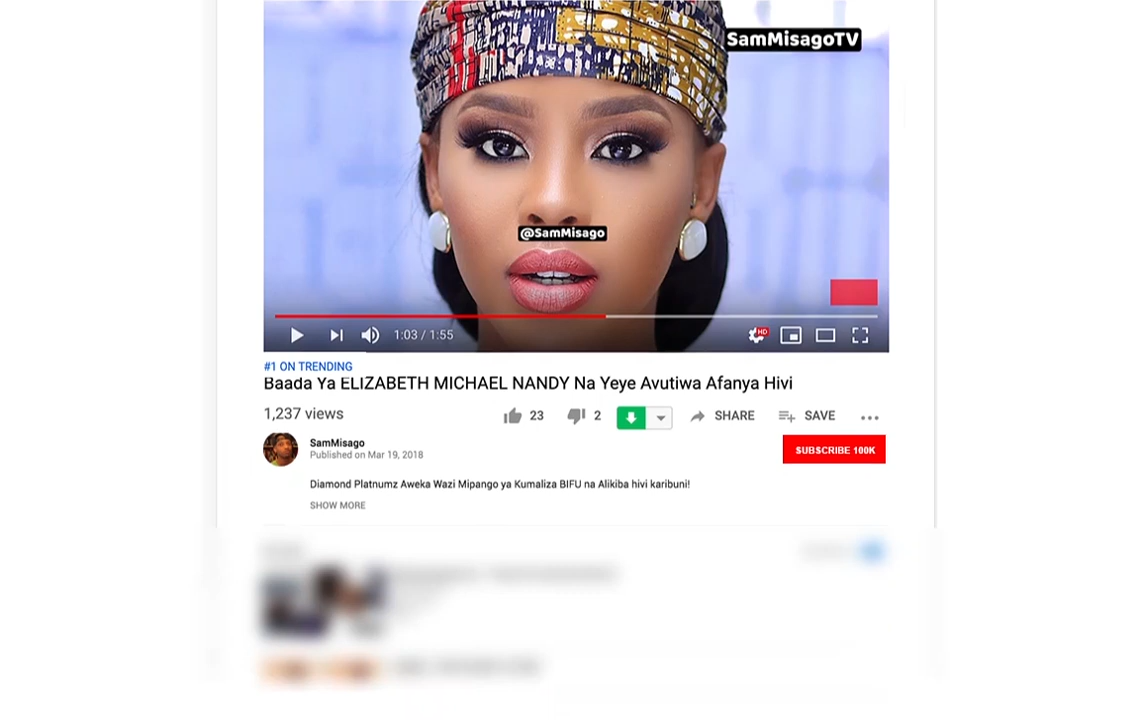 SamMisagoTV
@SamMisago
1:03 / 1:55
HD
#1 ON TRENDING
Baada Ya ELIZABETH MICHAEL NANDY Na Yeye Avutiwa Afanya Hivi
1,237 views
23
2
SHARE
SAVE
SamMisago
Published on Mar 19, 2018
SUBSCRIBE 100K
Diamond Platnumz Aweka Wazi Mipango ya Kumaliza BIFU na Alikiba hivi karibuni!
SHOW MORE